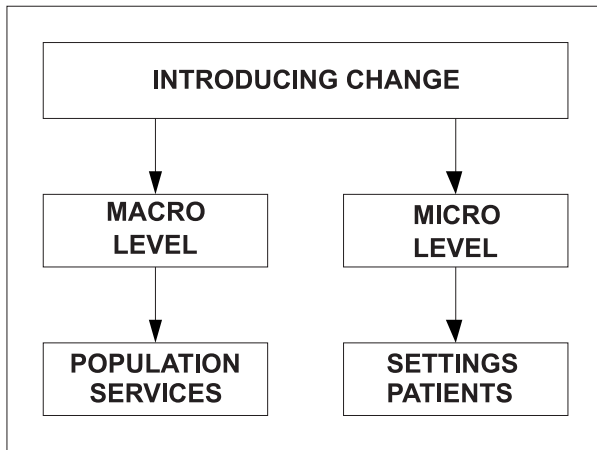 INTRODUCING CHANGE
MACRO
LEVEL
MICRO
LEVEL
POPULATION
SERVICES
SETTINGS
PATIENTS